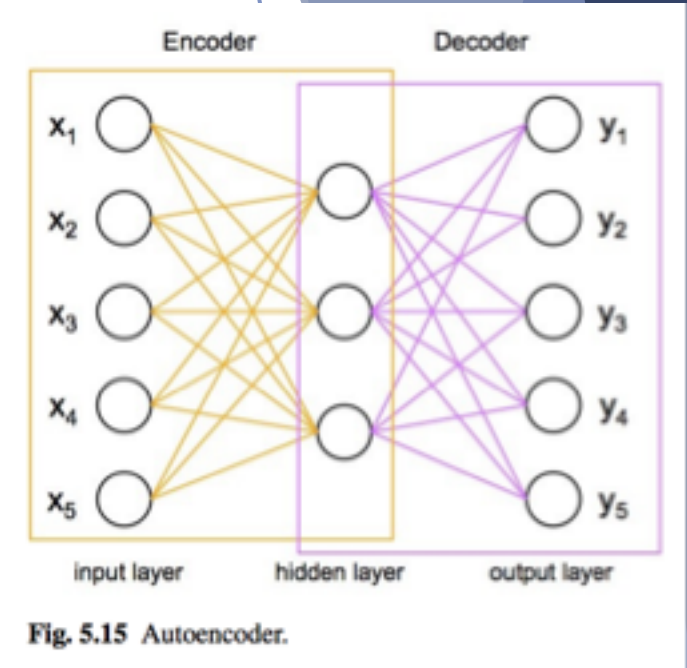 Encoder Decoder
x1 y1
x2 y2
x3 y3
x4 y4
x5 y5
input layer hidden layer output layer
Fig. 5.15 Autoencoder.